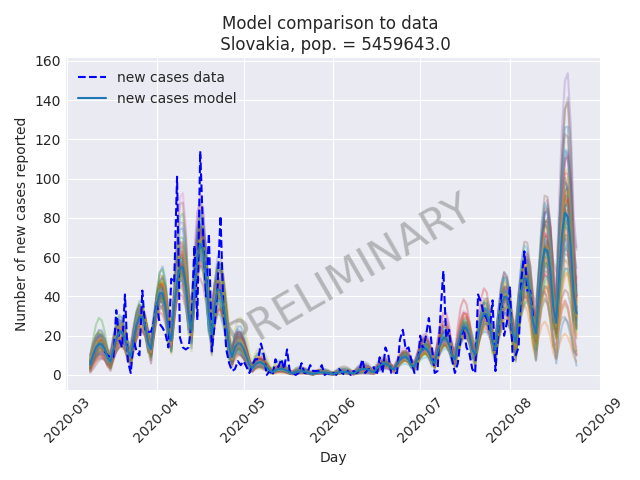 Model comparison to data
Slovakia, pop. = 5459643.0
new cases data
new cases model
Number of new cases reported
160
140
120
100
80
60
40
20
0
PRELIMINARY
2020-03
2020-04
2020-05
2020-06
2020-07
2020-08
2020-09
Day